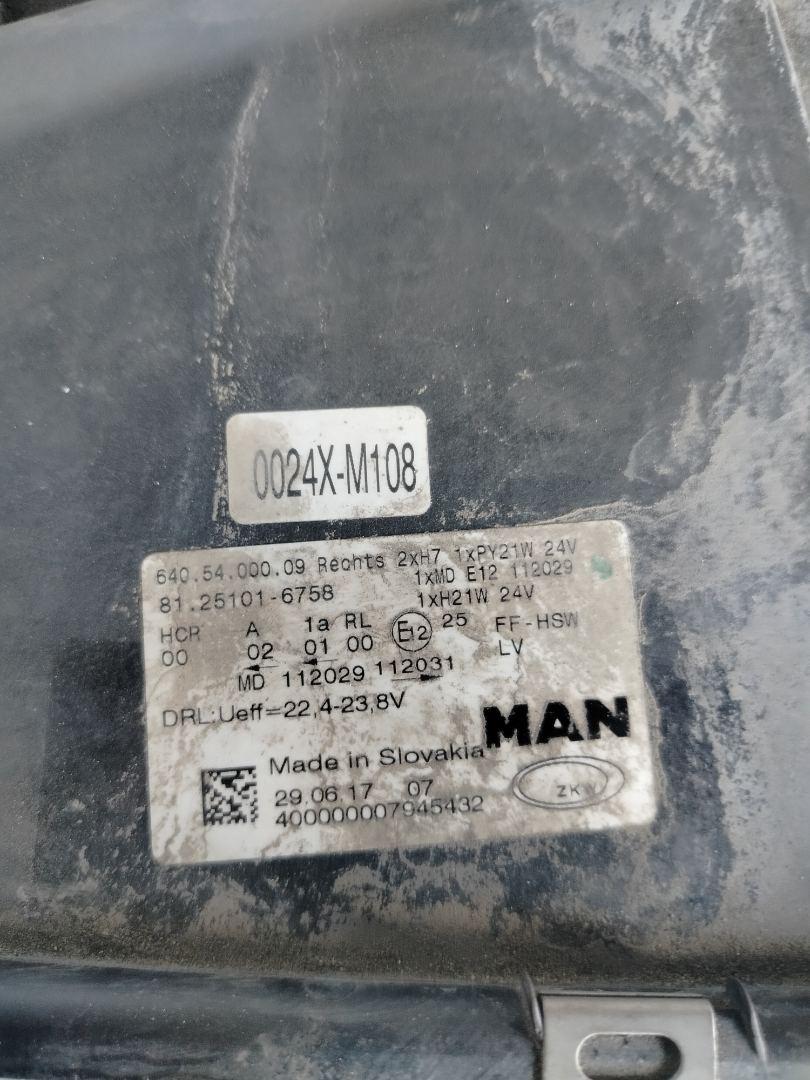 0024X-M108
640.54.000.09 Rechts 2xH7 1xPY21W 24V
1xMD E12 112029
81.25101-6758 1xH21W 24V
HCR A 1a RL E12 25 FF-HSW
00 02 01 00 LV
MD 112029 112031
DRL:Ueff=22,4-23,8V
MAN
Made in Slovakia
29.06.17 07
400000007945432
ZKW